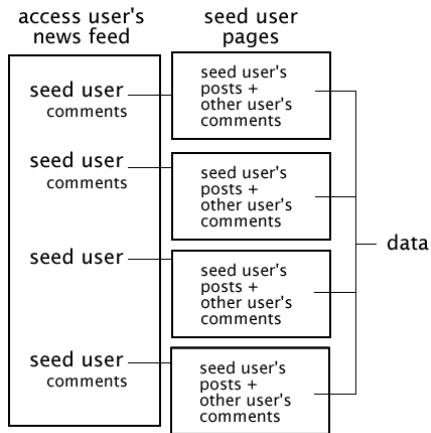 access user's
news feed
seed user
pages
seed user
comments
seed user's
posts +
other user's
comments
seed user
comments
seed user's
posts +
other user's
comments
data
seed user
seed user's
posts +
other user's
comments
seed user
comments
seed user's
posts +
other user's
comments